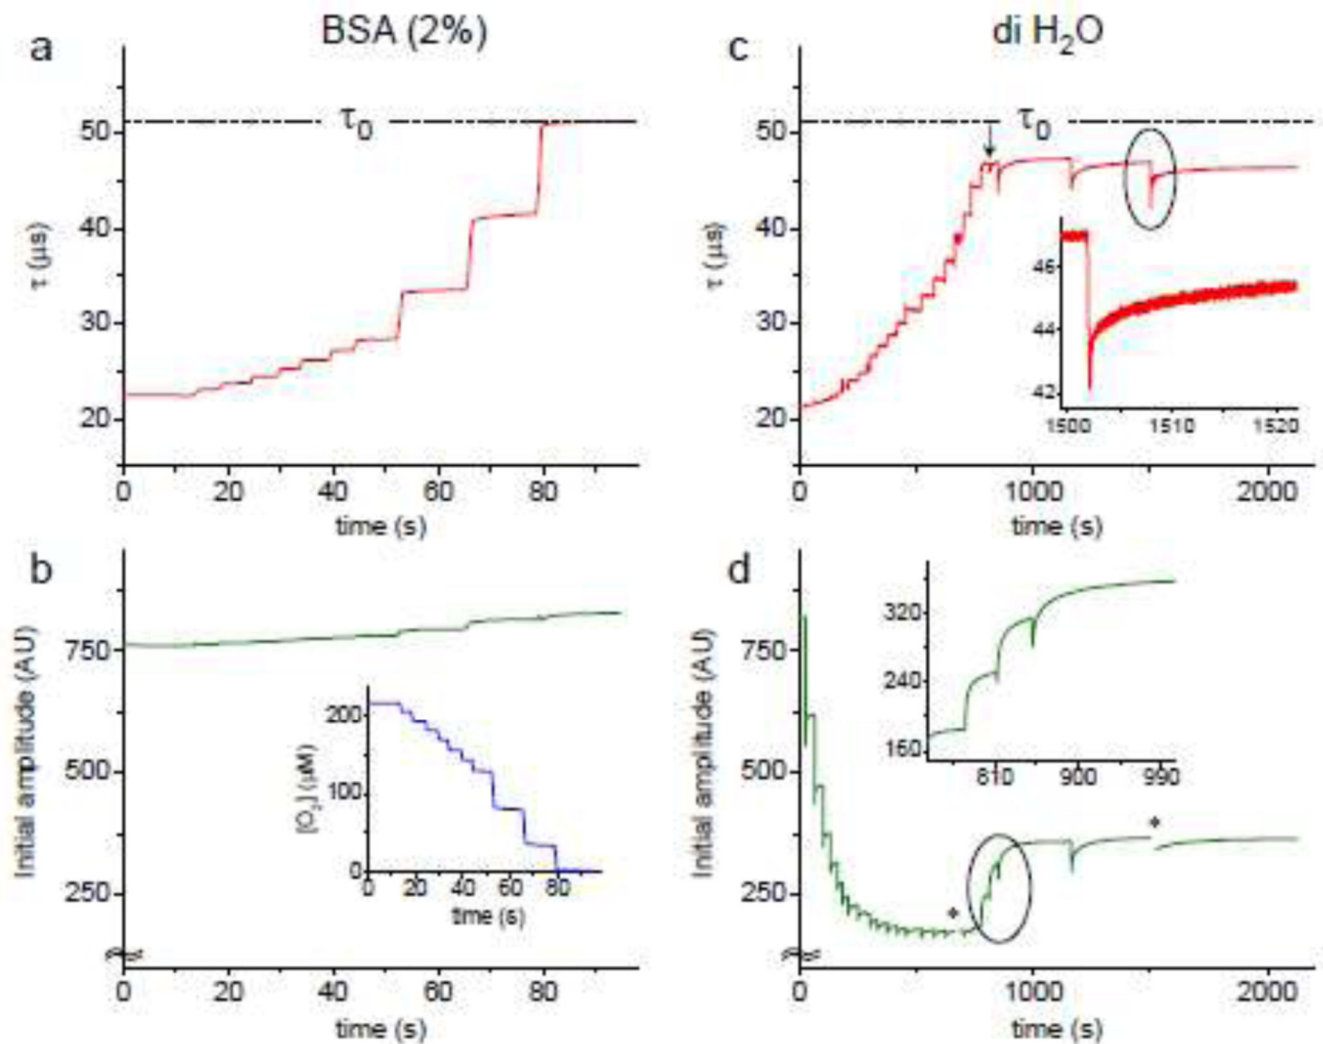 BSA (2%)
di H₂O
a
τ₀
50
40
30
20
τ (μs)
0 20 40 60 80
time (s)
c
τ₀
50
40
30
20
τ (μs)
46
44
42
1500 1510 1520
0 1000 2000
time (s)
b
750
500
250
Initial amplitude (AU)
200
100
0
[O₂] (μM)
0 20 40 60 80
time (s)
0 20 40 60 80
time (s)
d
750
500
250
Initial amplitude (AU)
320
240
160
810 900 990
0 1000 2000
time (s)